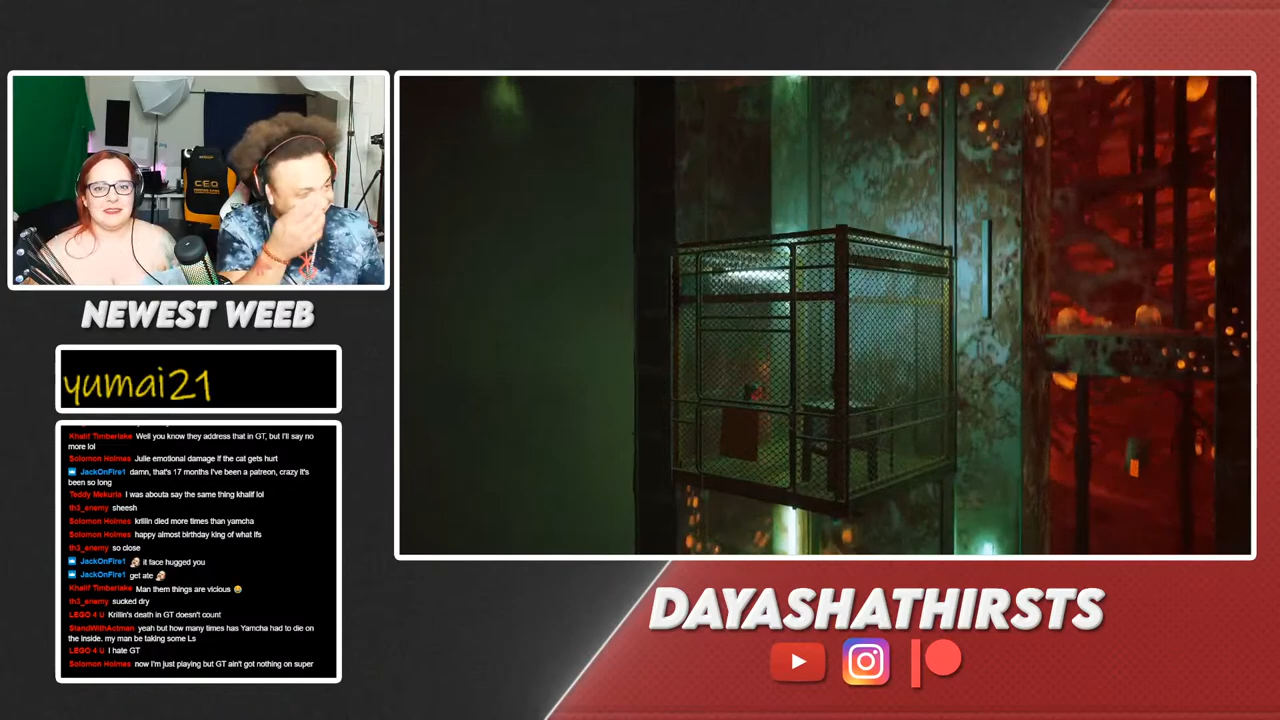 CEO
NEWEST WEEB
yumai21
Khalif Timberlake Well you know they address that in GT, but I'll say no
more lol
Solomon Holmes Julie emotional damage if the cat gets hurt
JackOnFire1 damn, that's 17 months I've been a patreon, crazy it's
been so long
Teddy Mekuria I was abouta say the same thing khalif lol
th3_enemy sheesh
Solomon Holmes krillin died more times than yamcha
Solomon Holmes happy almost birthday king of what ifs
th3_enemy so close
JackOnFire1 it face hugged you
JackOnFire1 get ate
Khalif Timberlake Man them things are vicious 😂
th3_enemy sucked dry
LEGO 4 U Krillin's death in GT doesn't count
StandWithActman yeah but how many times has Yamcha had to die on
the inside. my man be taking some Ls
LEGO 4 U I hate GT
Solomon Holmes now I'm just playing but GT ain't got nothing on super
DAYASHATHIRSTS